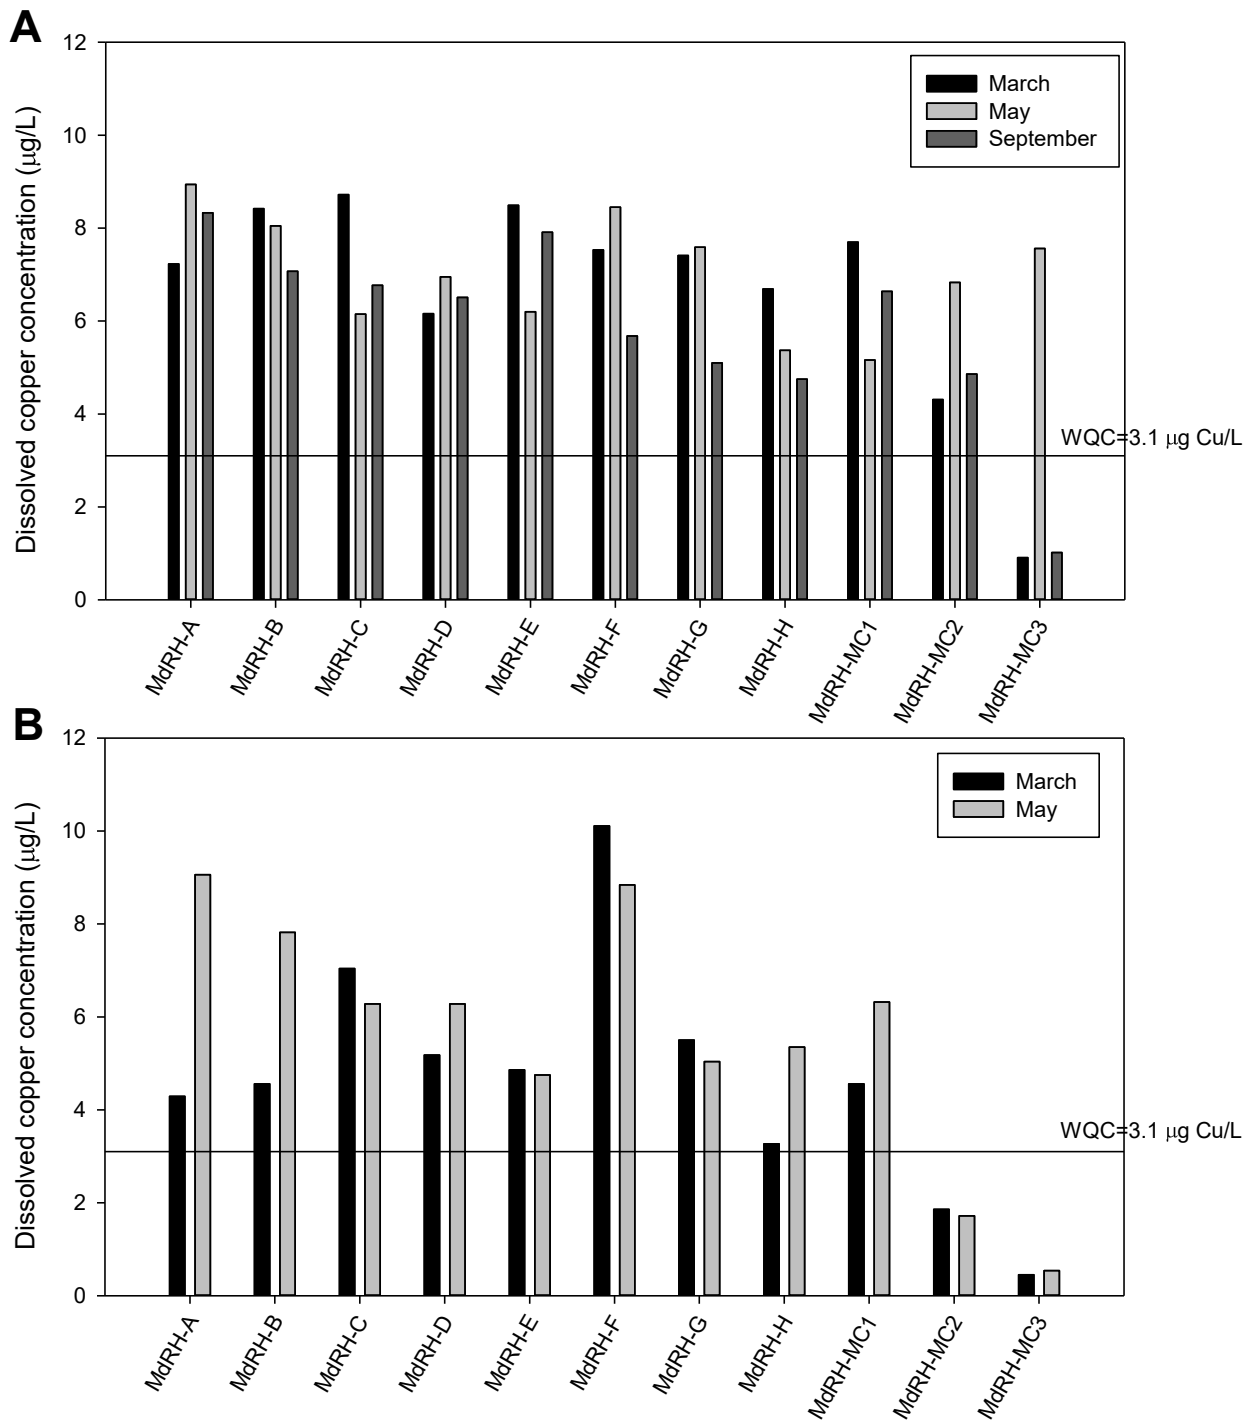 A
Dissolved copper concentration (µg/L)
12
10
8
6
4
2
0
March
May
September
WQC=3.1 µg Cu/L
MdRH-A
MdRH-B
MdRH-C
MdRH-D
MdRH-E
MdRH-F
MdRH-G
MdRH-H
MdRH-MC1
MdRH-MC2
MdRH-MC3
B
Dissolved copper concentration (µg/L)
12
10
8
6
4
2
0
March
May
WQC=3.1 µg Cu/L
MdRH-A
MdRH-B
MdRH-C
MdRH-D
MdRH-E
MdRH-F
MdRH-G
MdRH-H
MdRH-MC1
MdRH-MC2
MdRH-MC3